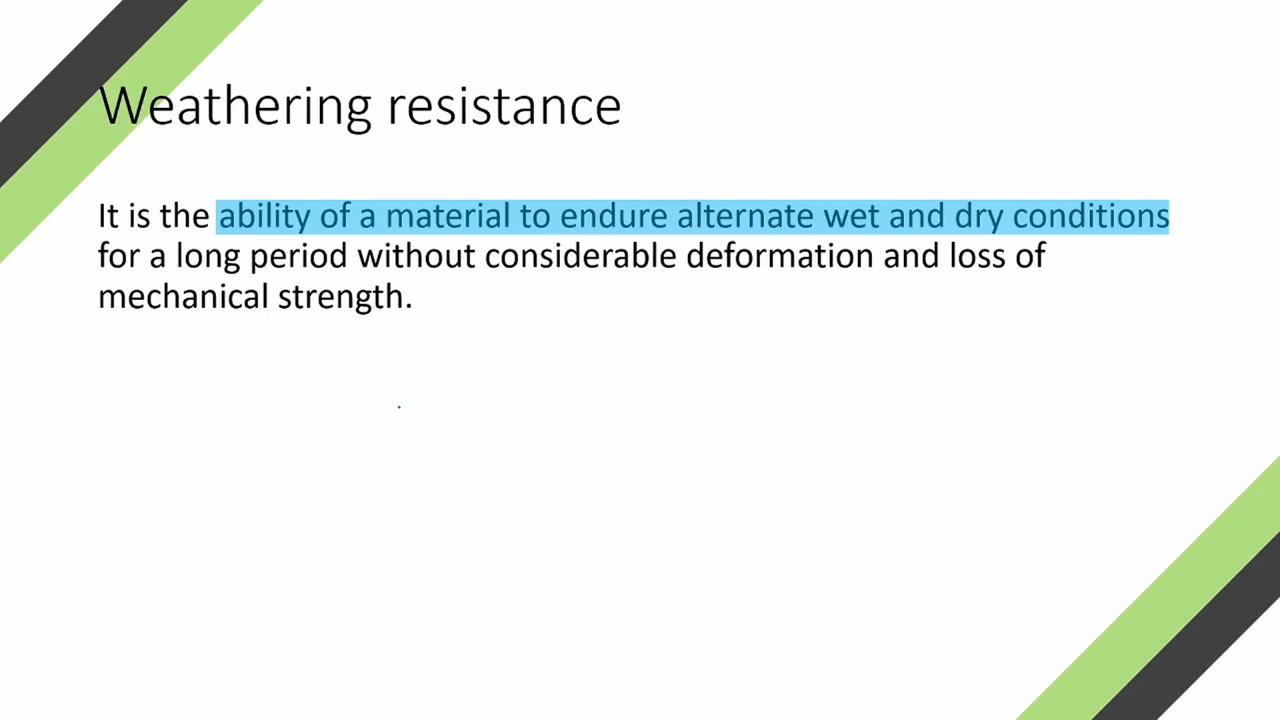 Weathering resistance
It is the ability of a material to endure alternate wet and dry conditions
for a long period without considerable deformation and loss of
mechanical strength.